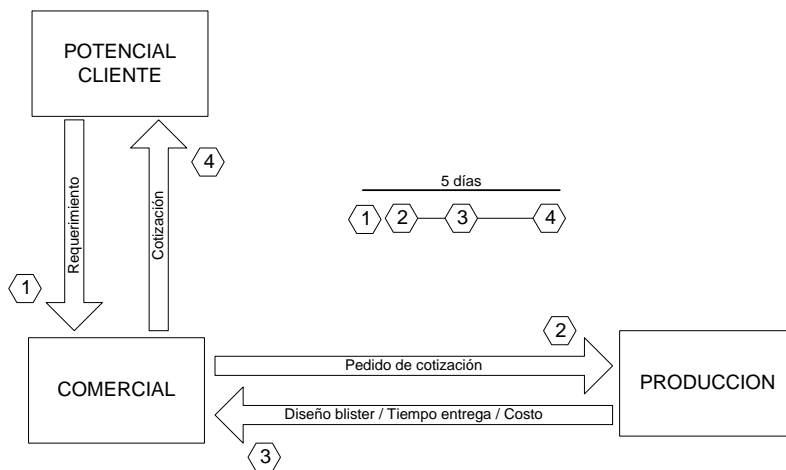 POTENCIAL
CLIENTE
4
Requerimiento
Cotización
5 días
1 2 3 4
1
2
COMERCIAL
Pedido de cotización
PRODUCCION
Diseño blister / Tiempo entrega / Costo
3